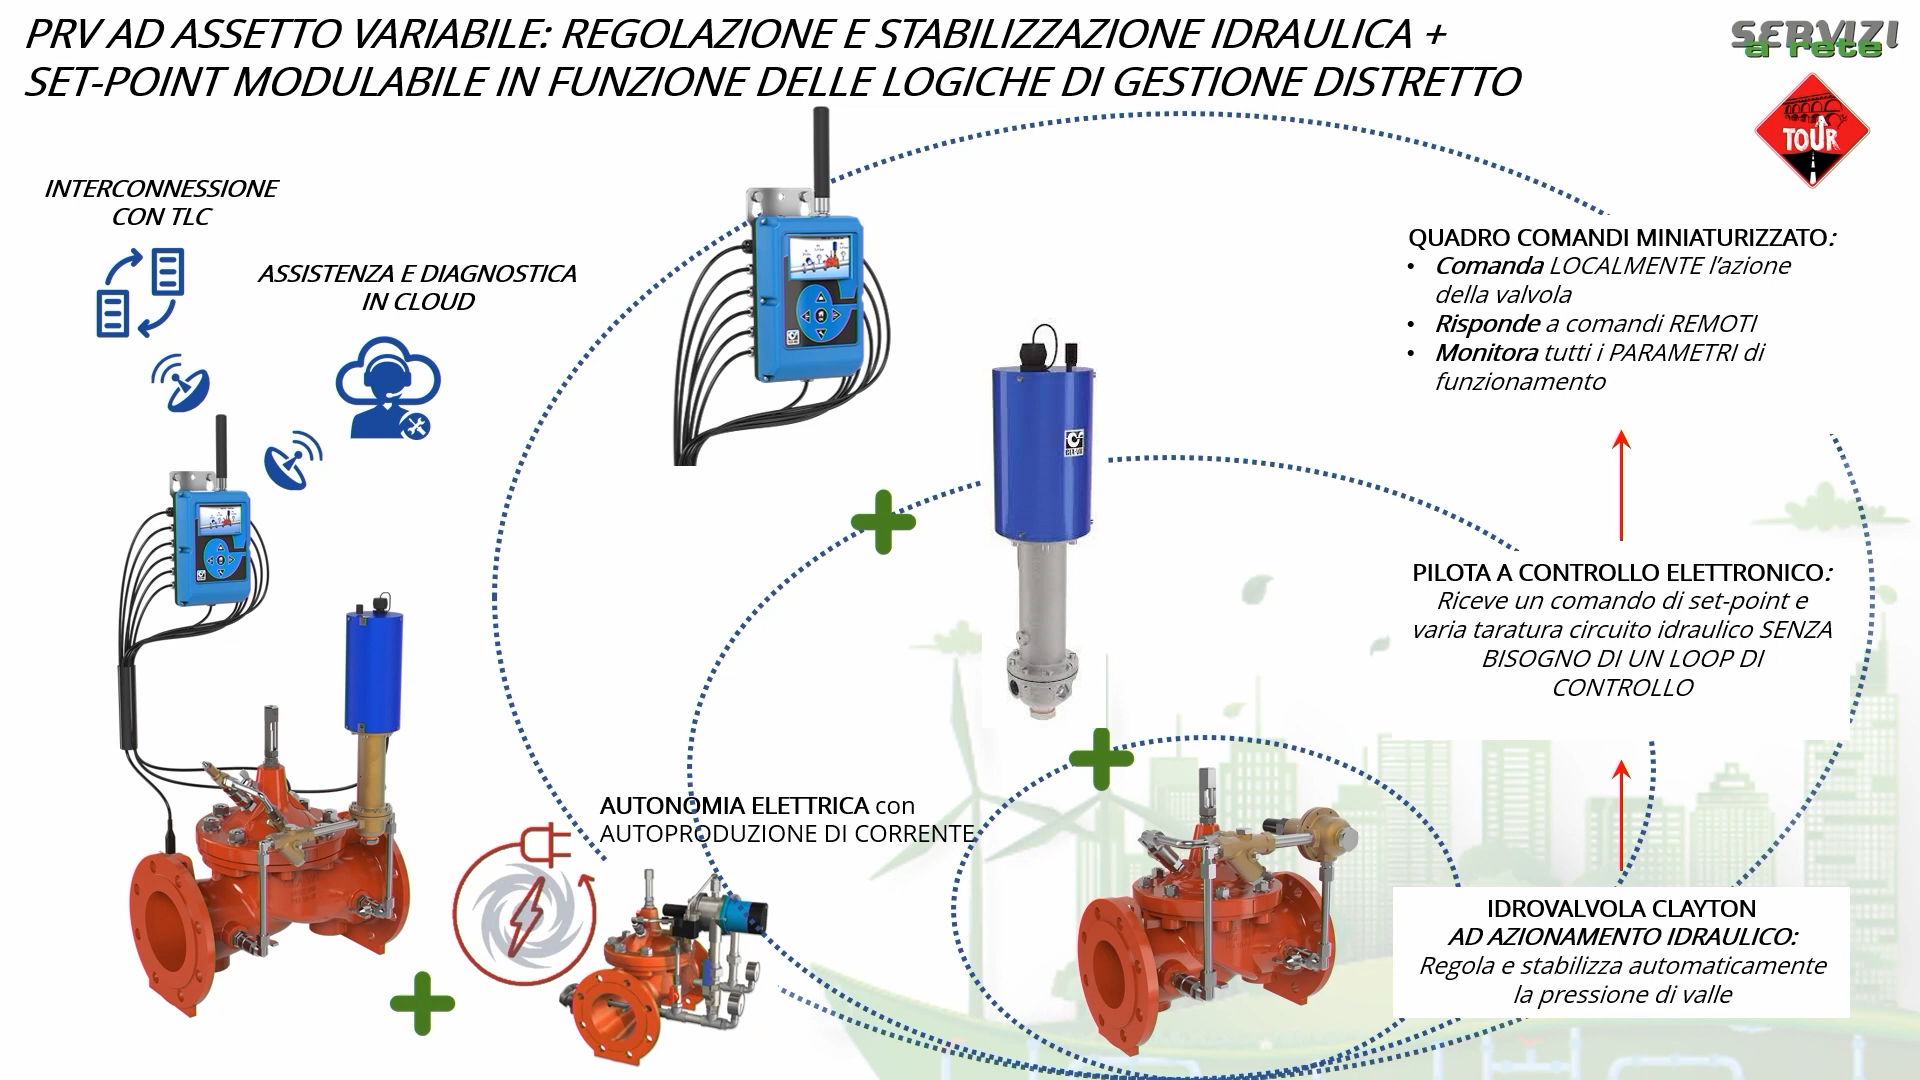 PRV AD ASSETTO VARIABILE: REGOLAZIONE E STABILIZZAZIONE IDRAULICA +
SET-POINT MODULABILE IN FUNZIONE DELLE LOGICHE DI GESTIONE DISTRETTO
SERVIZI
a rete
TOUR
INTERCONNESSIONE
CON TLC
ASSISTENZA E DIAGNOSTICA
IN CLOUD
QUADRO COMANDI MINIATURIZZATO:
• Comanda LOCALMENTE l’azione
della valvola
• Risponde a comandi REMOTI
• Monitora tutti i PARAMETRI di
funzionamento
PILOTA A CONTROLLO ELETTRONICO:
Riceve un comando di set-point e
varia taratura circuito idraulico SENZA
BISOGNO DI UN LOOP DI
CONTROLLO
AUTONOMIA ELETTRICA con
AUTOPRODUZIONE DI CORRENTE
IDROVALVOLA CLAYTON
AD AZIONAMENTO IDRAULICO:
Regola e stabilizza automaticamente
la pressione di valle